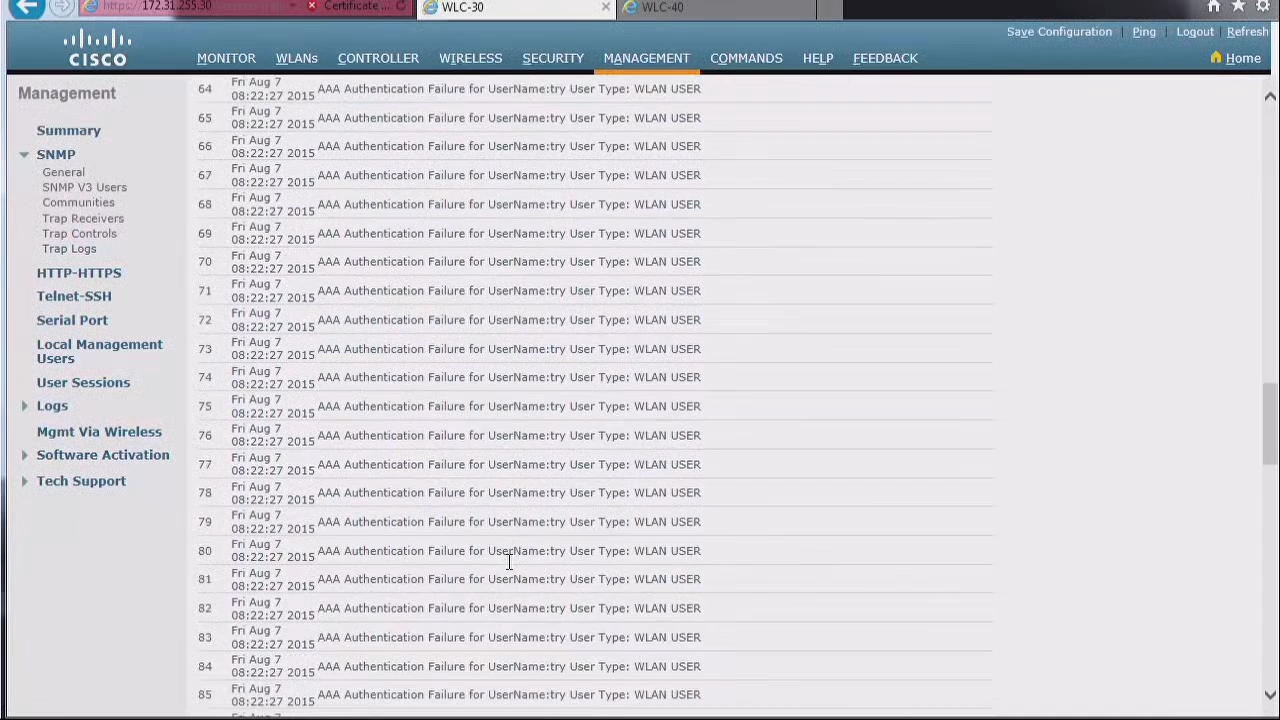 https://172.31.255.30
Certificate ...
WLC-30
WLC-40
Save Configuration | Ping | Logout | Refresh
CISCO
MONITOR WLANs CONTROLLER WIRELESS SECURITY MANAGEMENT COMMANDS HELP FEEDBACK
Home
Management
Summary
SNMP
General
SNMP V3 Users
Communities
Trap Receivers
Trap Controls
Trap Logs
HTTP-HTTPS
Telnet-SSH
Serial Port
Local Management
Users
User Sessions
Logs
Mgmt Via Wireless
Software Activation
Tech Support
64 Fri Aug 7
08:22:27 2015 AAA Authentication Failure for UserName:try User Type: WLAN USER
65 Fri Aug 7
08:22:27 2015 AAA Authentication Failure for UserName:try User Type: WLAN USER
66 Fri Aug 7
08:22:27 2015 AAA Authentication Failure for UserName:try User Type: WLAN USER
67 Fri Aug 7
08:22:27 2015 AAA Authentication Failure for UserName:try User Type: WLAN USER
68 Fri Aug 7
08:22:27 2015 AAA Authentication Failure for UserName:try User Type: WLAN USER
69 Fri Aug 7
08:22:27 2015 AAA Authentication Failure for UserName:try User Type: WLAN USER
70 Fri Aug 7
08:22:27 2015 AAA Authentication Failure for UserName:try User Type: WLAN USER
71 Fri Aug 7
08:22:27 2015 AAA Authentication Failure for UserName:try User Type: WLAN USER
72 Fri Aug 7
08:22:27 2015 AAA Authentication Failure for UserName:try User Type: WLAN USER
73 Fri Aug 7
08:22:27 2015 AAA Authentication Failure for UserName:try User Type: WLAN USER
74 Fri Aug 7
08:22:27 2015 AAA Authentication Failure for UserName:try User Type: WLAN USER
75 Fri Aug 7
08:22:27 2015 AAA Authentication Failure for UserName:try User Type: WLAN USER
76 Fri Aug 7
08:22:27 2015 AAA Authentication Failure for UserName:try User Type: WLAN USER
77 Fri Aug 7
08:22:27 2015 AAA Authentication Failure for UserName:try User Type: WLAN USER
78 Fri Aug 7
08:22:27 2015 AAA Authentication Failure for UserName:try User Type: WLAN USER
79 Fri Aug 7
08:22:27 2015 AAA Authentication Failure for UserName:try User Type: WLAN USER
80 Fri Aug 7
08:22:27 2015 AAA Authentication Failure for UserName:try User Type: WLAN USER
81 Fri Aug 7
08:22:27 2015 AAA Authentication Failure for UserName:try User Type: WLAN USER
82 Fri Aug 7
08:22:27 2015 AAA Authentication Failure for UserName:try User Type: WLAN USER
83 Fri Aug 7
08:22:27 2015 AAA Authentication Failure for UserName:try User Type: WLAN USER
84 Fri Aug 7
08:22:27 2015 AAA Authentication Failure for UserName:try User Type: WLAN USER
85 Fri Aug 7
08:22:27 2015 AAA Authentication Failure for UserName:try User Type: WLAN USER